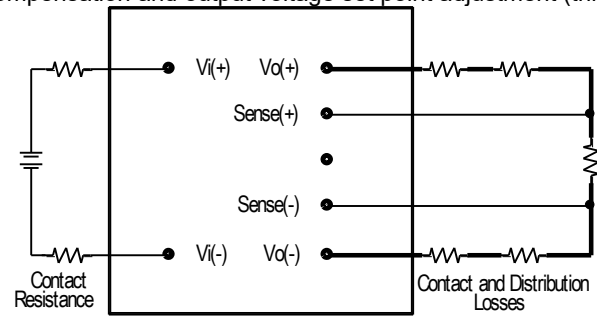 ompensation and output voltage set point adjustment (tri
Vi(+) Vo(+)
Sense(+)
Sense(-)
Vi(-) Vo(-)
Contact
Resistance
Contact and Distribution
Losses